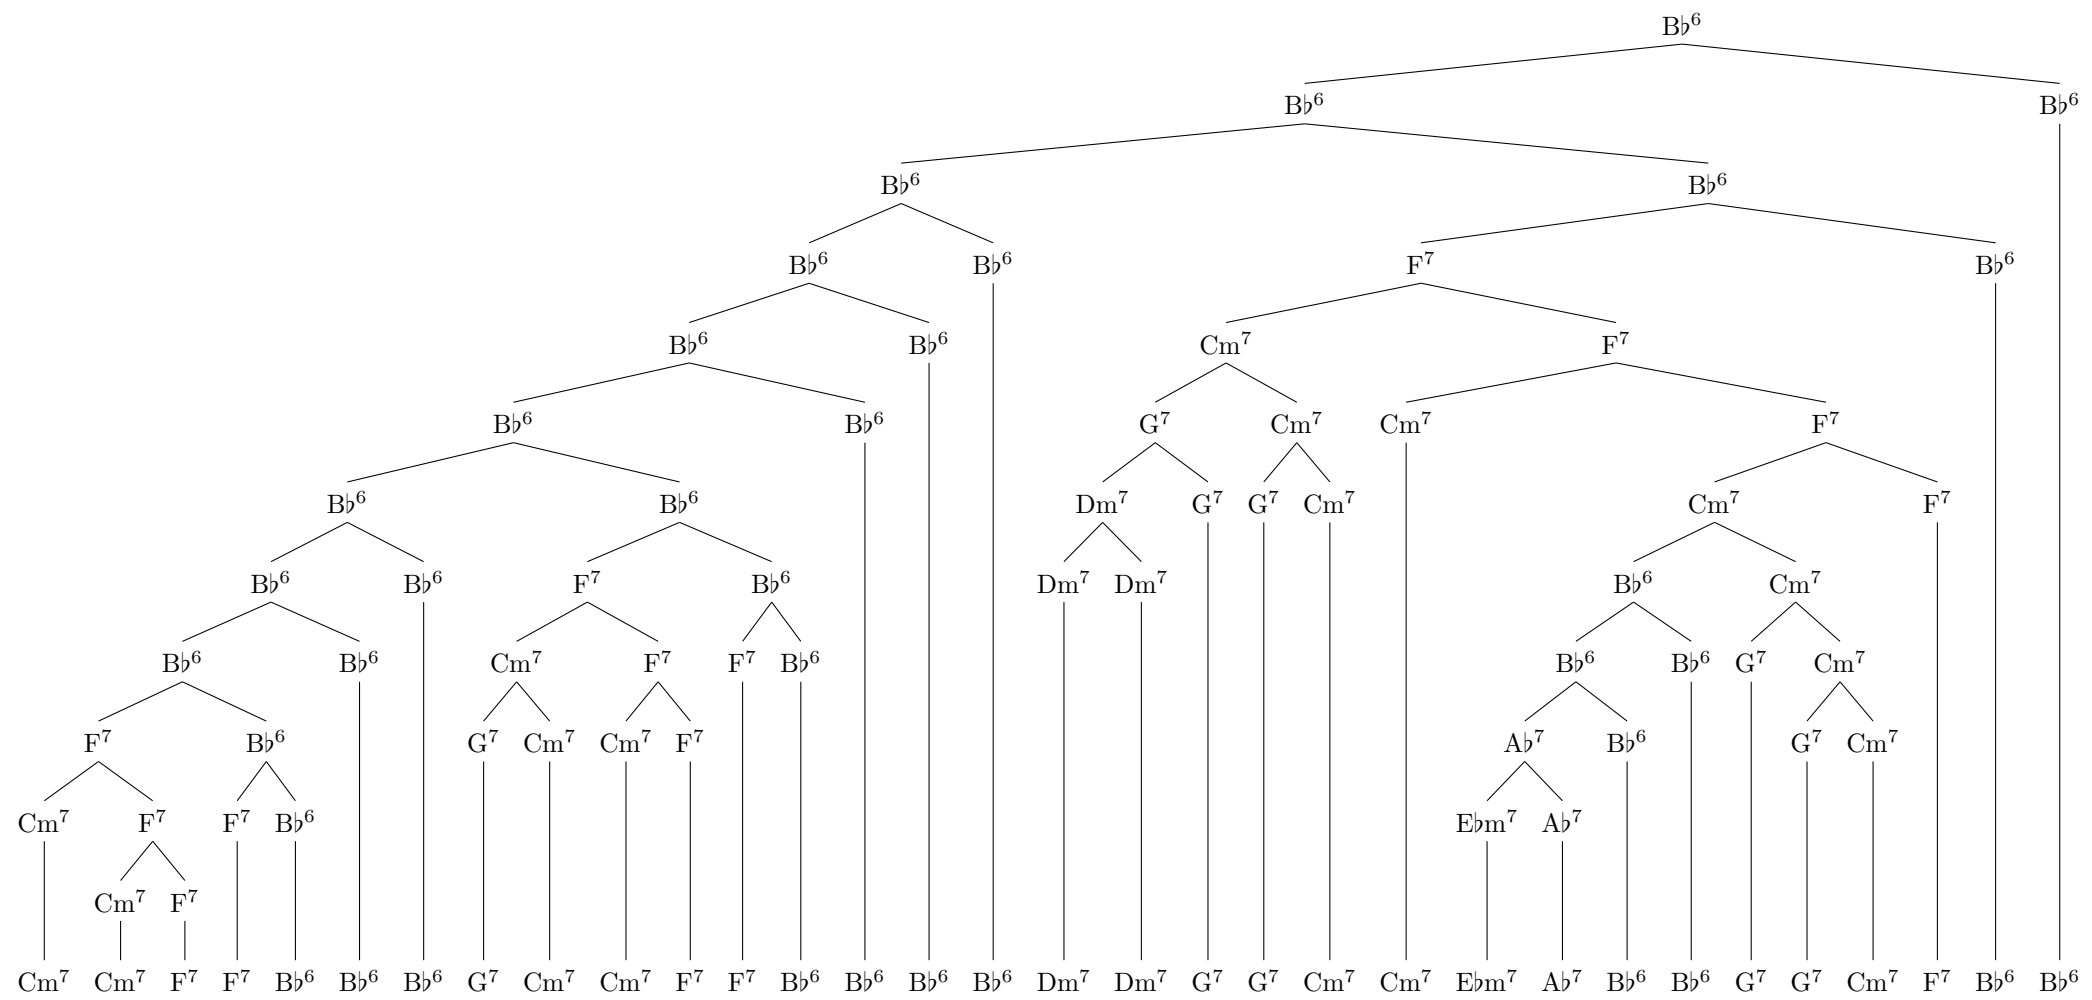 B♭⁶
B♭⁶ B♭⁶
B♭⁶ B♭⁶
B♭⁶ B♭⁶ F⁷ B♭⁶
B♭⁶ B♭⁶ Cm⁷ F⁷
B♭⁶ B♭⁶ G⁷ Cm⁷ Cm⁷ F⁷
B♭⁶ B♭⁶ Dm⁷ G⁷ G⁷ Cm⁷ Cm⁷ F⁷
B♭⁶ B♭⁶ F⁷ B♭⁶ Dm⁷ Dm⁷ B♭⁶ Cm⁷
B♭⁶ B♭⁶ Cm⁷ F⁷ F⁷ B♭⁶ B♭⁶ B♭⁶ G⁷ Cm⁷
F⁷ B♭⁶ G⁷ Cm⁷ Cm⁷ F⁷ A♭⁷ B♭⁶ G⁷ Cm⁷
Cm⁷ F⁷ F⁷ B♭⁶ E♭m⁷ A♭⁷
Cm⁷ F⁷
Cm⁷ Cm⁷ F⁷ F⁷ B♭⁶ B♭⁶ B♭⁶ G⁷ Cm⁷ Cm⁷ F⁷ F⁷ B♭⁶ B♭⁶ B♭⁶ B♭⁶ Dm⁷ Dm⁷ G⁷ G⁷ Cm⁷ Cm⁷ E♭m⁷ A♭⁷ B♭⁶ B♭⁶ G⁷ G⁷ Cm⁷ F⁷ B♭⁶ B♭⁶